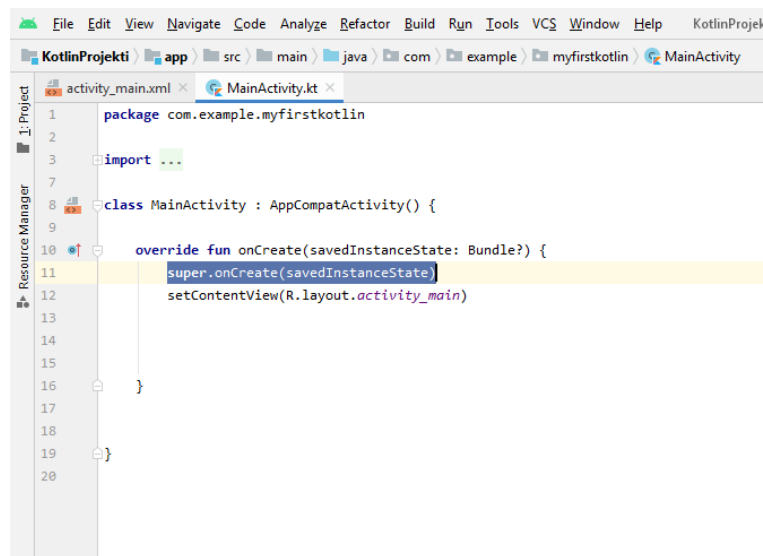 File Edit View Navigate Code Analyze Refactor Build Run Tools VCS Window Help KotlinProjek
KotlinProjekti app src main java com example myfirstkotlin MainActivity
activity_main.xml MainActivity.kt
1: Project
Resource Manager
1 package com.example.myfirstkotlin
2
3 import ...
7
8 class MainActivity : AppCompatActivity() {
9
10 override fun onCreate(savedInstanceState: Bundle?) {
11 super.onCreate(savedInstanceState)
12 setContentView(R.layout.activity_main)
13
14
15
16 }
17
18
19 }
20